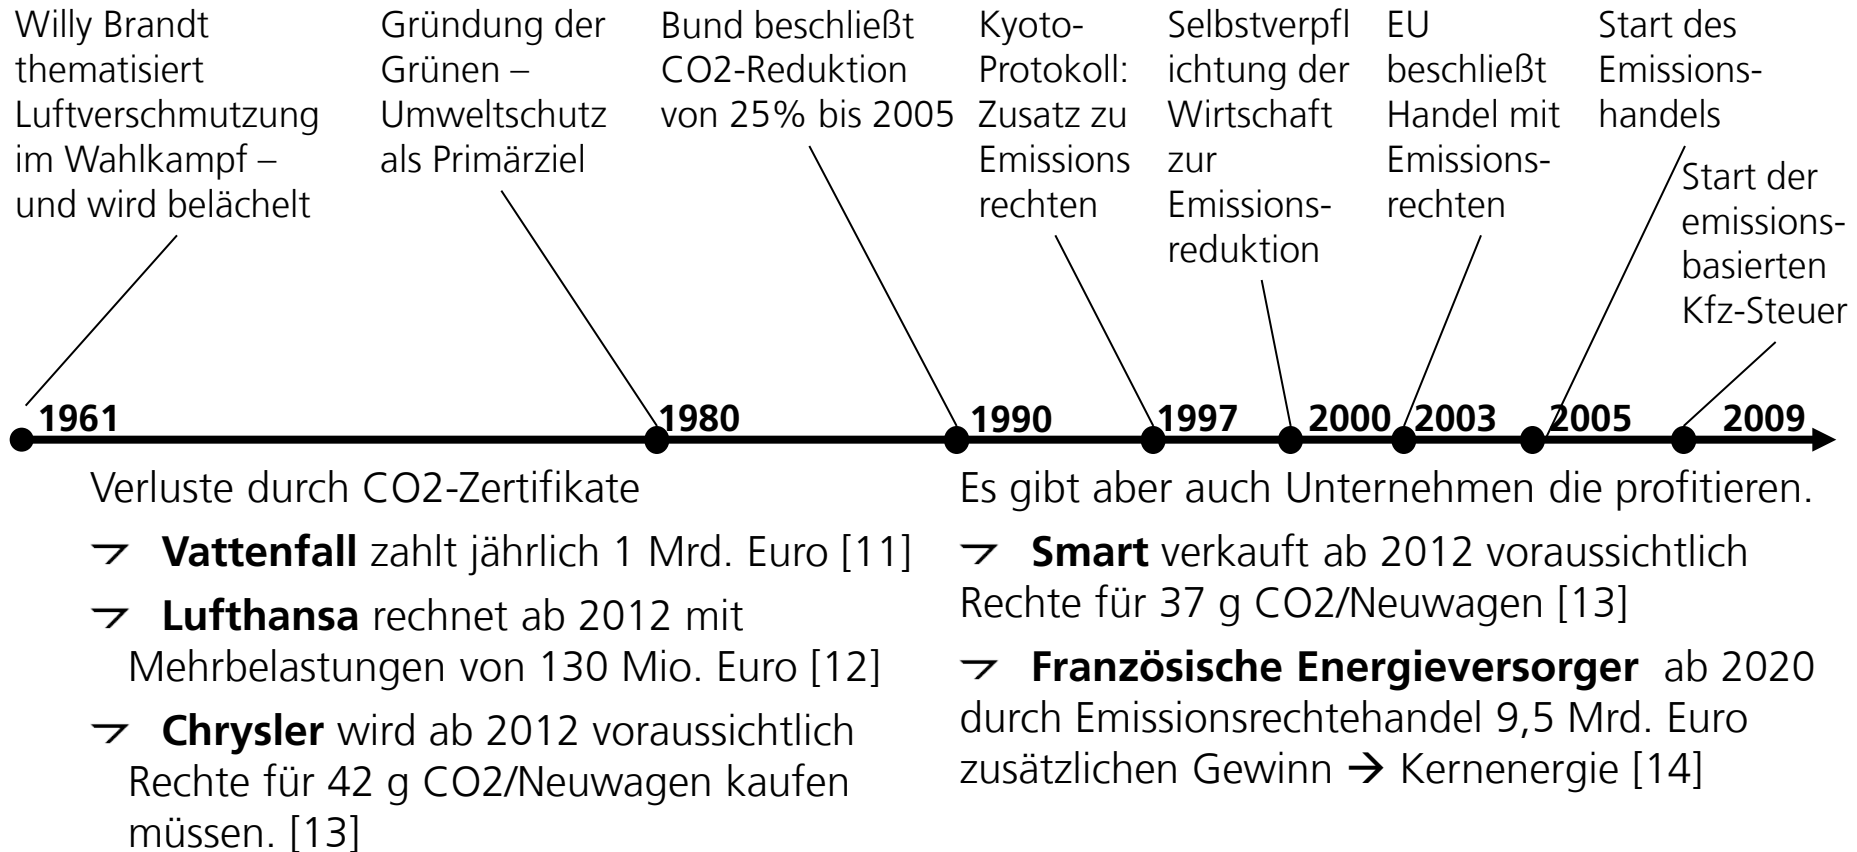 Willy Brandt
thematisiert
Luftverschmutzung
im Wahlkampf –
und wird belächelt
Gründung der
Grünen –
Umweltschutz
als Primärziel
Bund beschließt
CO2-Reduktion
von 25% bis 2005
Kyoto-
Protokoll:
Zusatz zu
Emissions
rechten
Selbstverpfl
ichtung der
Wirtschaft
zur
Emissions-
reduktion
EU
beschließt
Handel mit
Emissions-
rechten
Start des
Emissions-
handels
Start der
emissions-
basierten
Kfz-Steuer
1961 1980 1990 1997 2000 2003 2005 2009
Verluste durch CO2-Zertifikate
Vattenfall zahlt jährlich 1 Mrd. Euro [11]
Lufthansa rechnet ab 2012 mit
Mehrbelastungen von 130 Mio. Euro [12]
Chrysler wird ab 2012 voraussichtlich
Rechte für 42 g CO2/Neuwagen kaufen
müssen. [13]
Es gibt aber auch Unternehmen die profitieren.
Smart verkauft ab 2012 voraussichtlich
Rechte für 37 g CO2/Neuwagen [13]
Französische Energieversorger ab 2020
durch Emissionsrechtehandel 9,5 Mrd. Euro
zusätzlichen Gewinn → Kernenergie [14]